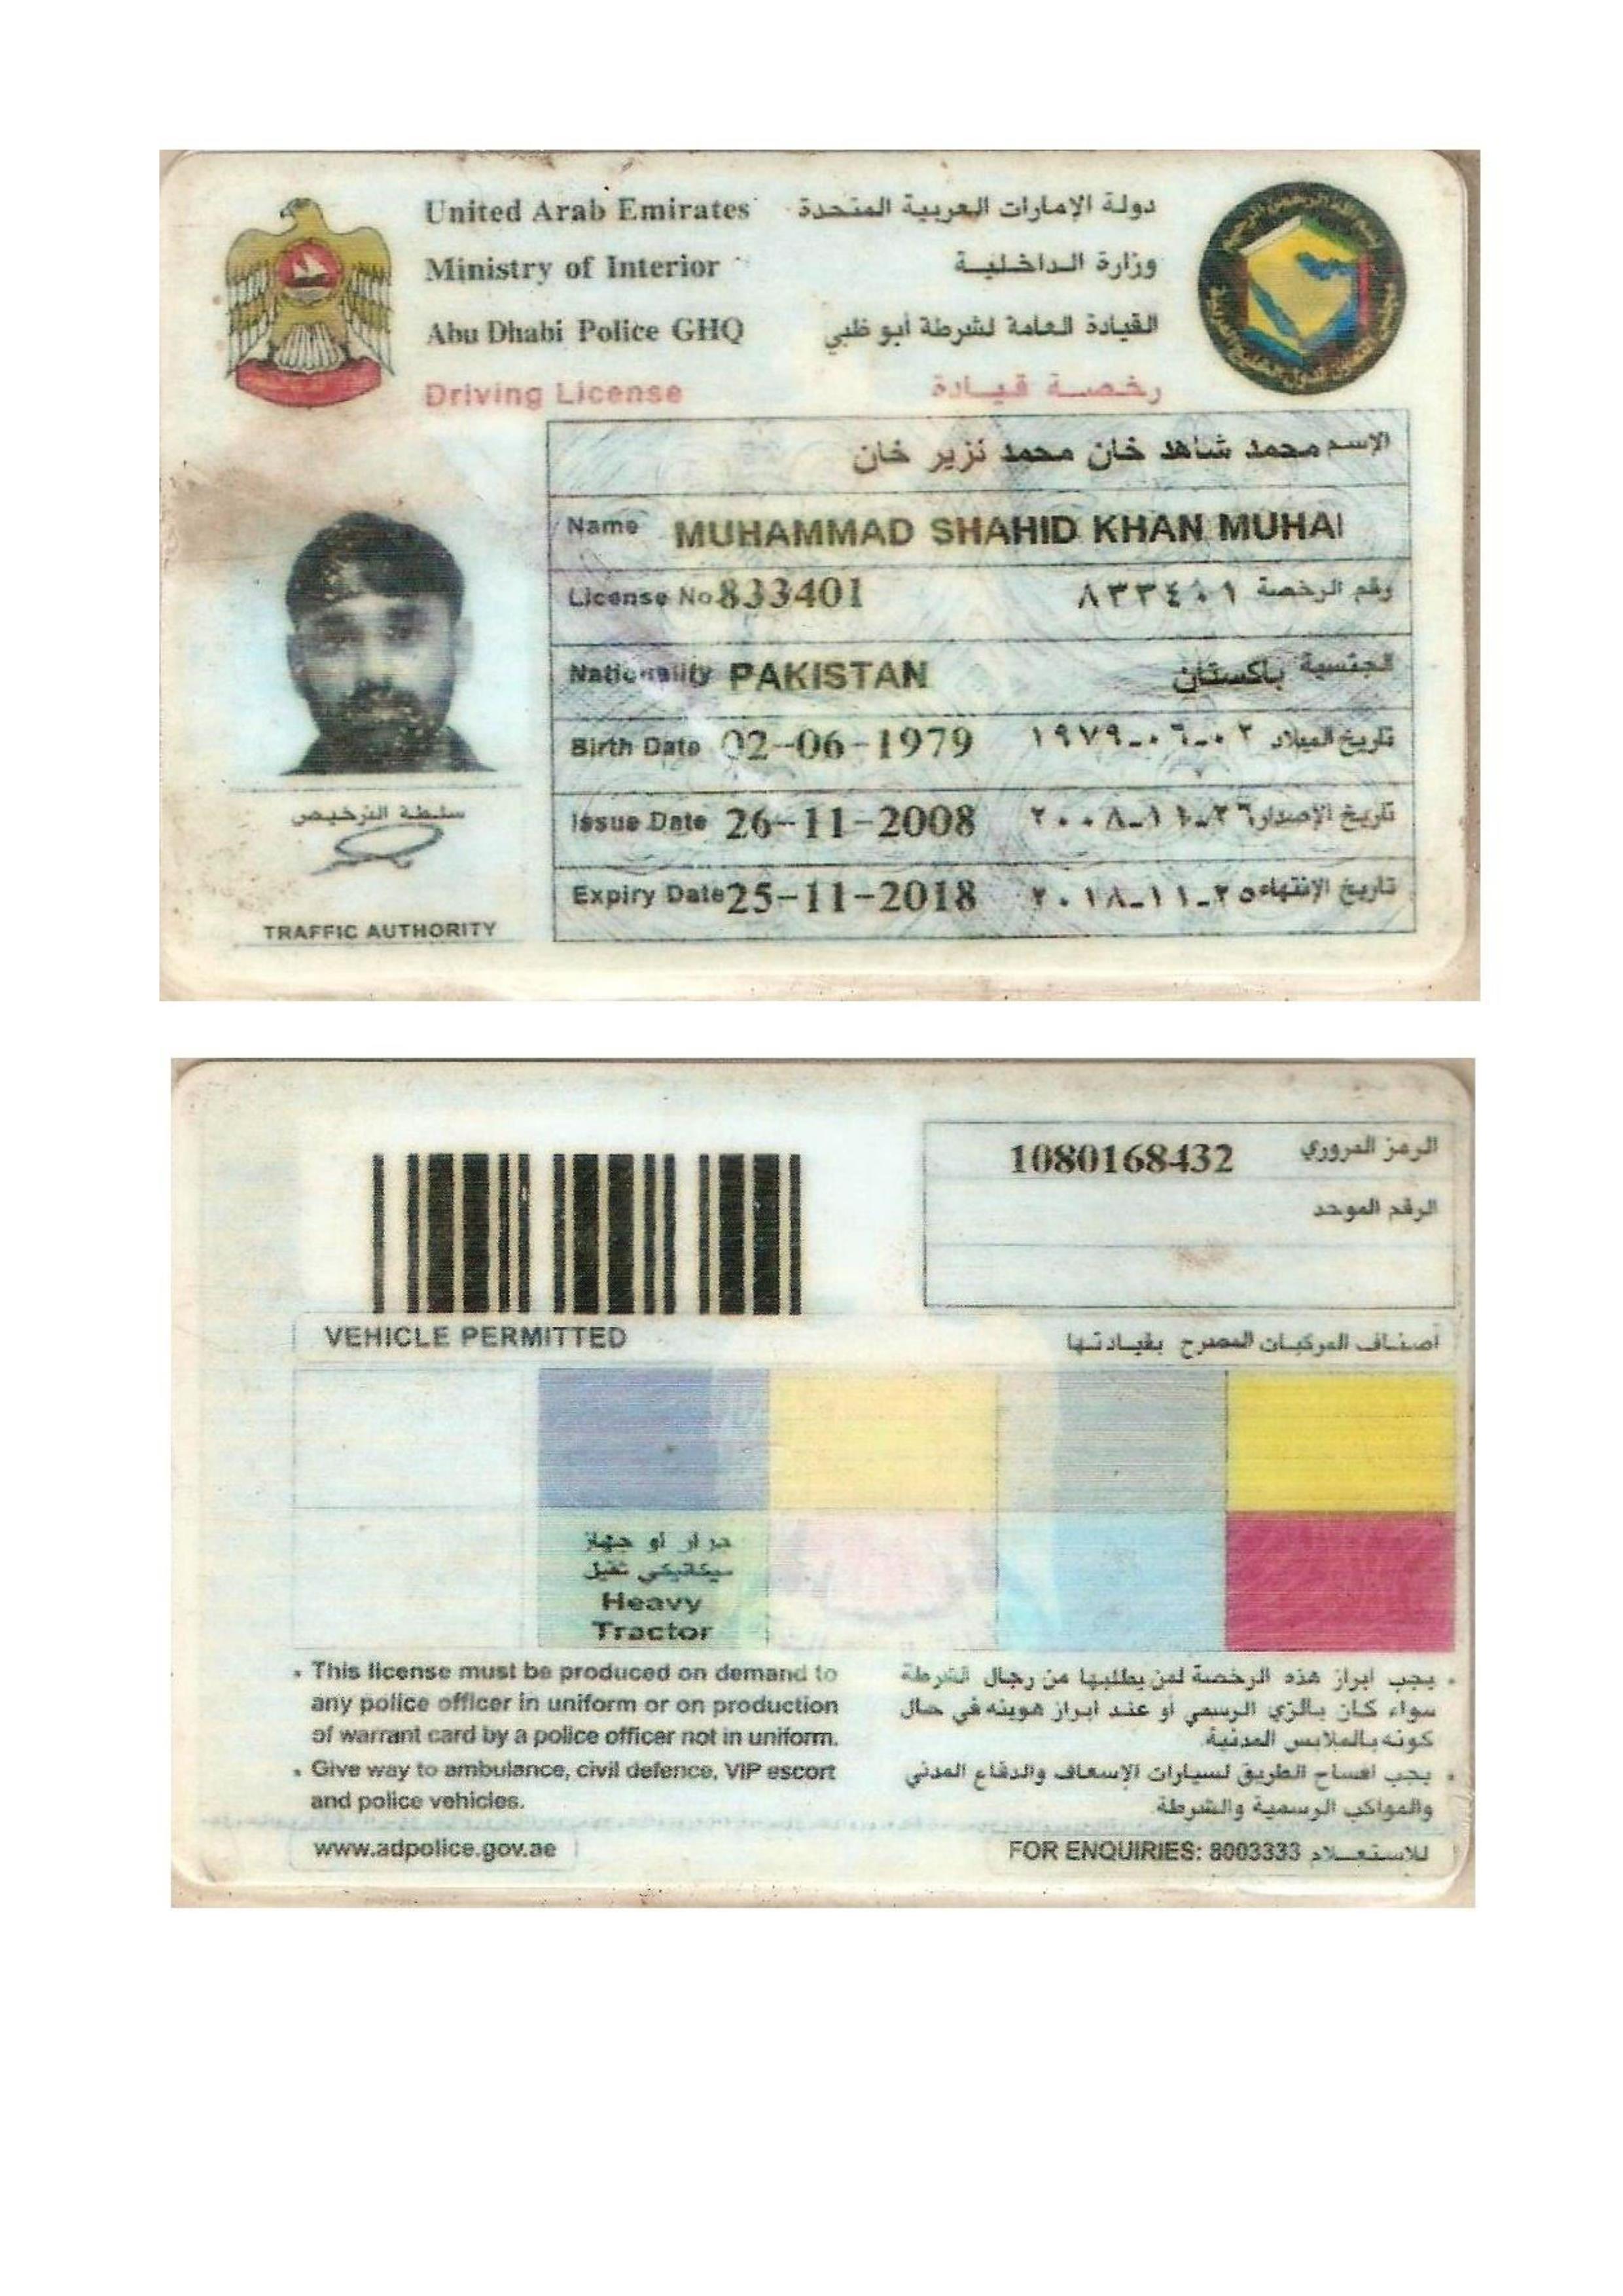 United Arab Emirates دولة الإمارات العربية المتحدة
Ministry of Interior وزارة الداخلية
Abu Dhabi Police GHQ القيادة العامة لشرطة أبو ظبي
Driving License رخصة قيادة
الإسم محمد شاهد خان محمد نزير خان
Name MUHAMMAD SHAHID KHAN MUHAI
License No 833401 رقم الرخصة ٨٣٣٤٠١
Nationality PAKISTAN الجنسية باكستان
Birth Date 02-06-1979 تاريخ الميلاد ٠٢-٠٦-١٩٧٩
Issue Date 26-11-2008 تاريخ الإصدار ٢٦-١١-٢٠٠٨
Expiry Date 25-11-2018 تاريخ الإنتهاء ٢٥-١١-٢٠١٨
سلطة الترخيص
TRAFFIC AUTHORITY
1080168432 الرمز المروري
الرقم الموحد
VEHICLE PERMITTED أصناف المركبات المصرح بقيادتها
جرار او جهاز
ميكانيكي ثقيل
Heavy
Tractor
• This license must be produced on demand to
any police officer in uniform or on production
of warrant card by a police officer not in uniform.
• Give way to ambulance, civil defence, VIP escort
and police vehicles.
• يجب ابراز هذه الرخصة لمن يطلبها من رجال الشرطة
سواء كان بالزي الرسمي أو عند ابراز هويته في حال
كونه بالملابس المدنية.
• يجب افساح الطريق لسيارات الإسعاف والدفاع المدني
والمواكب الرسمية والشرطة.
www.adpolice.gov.ae
FOR ENQUIRIES: 8003333 للاستعلام